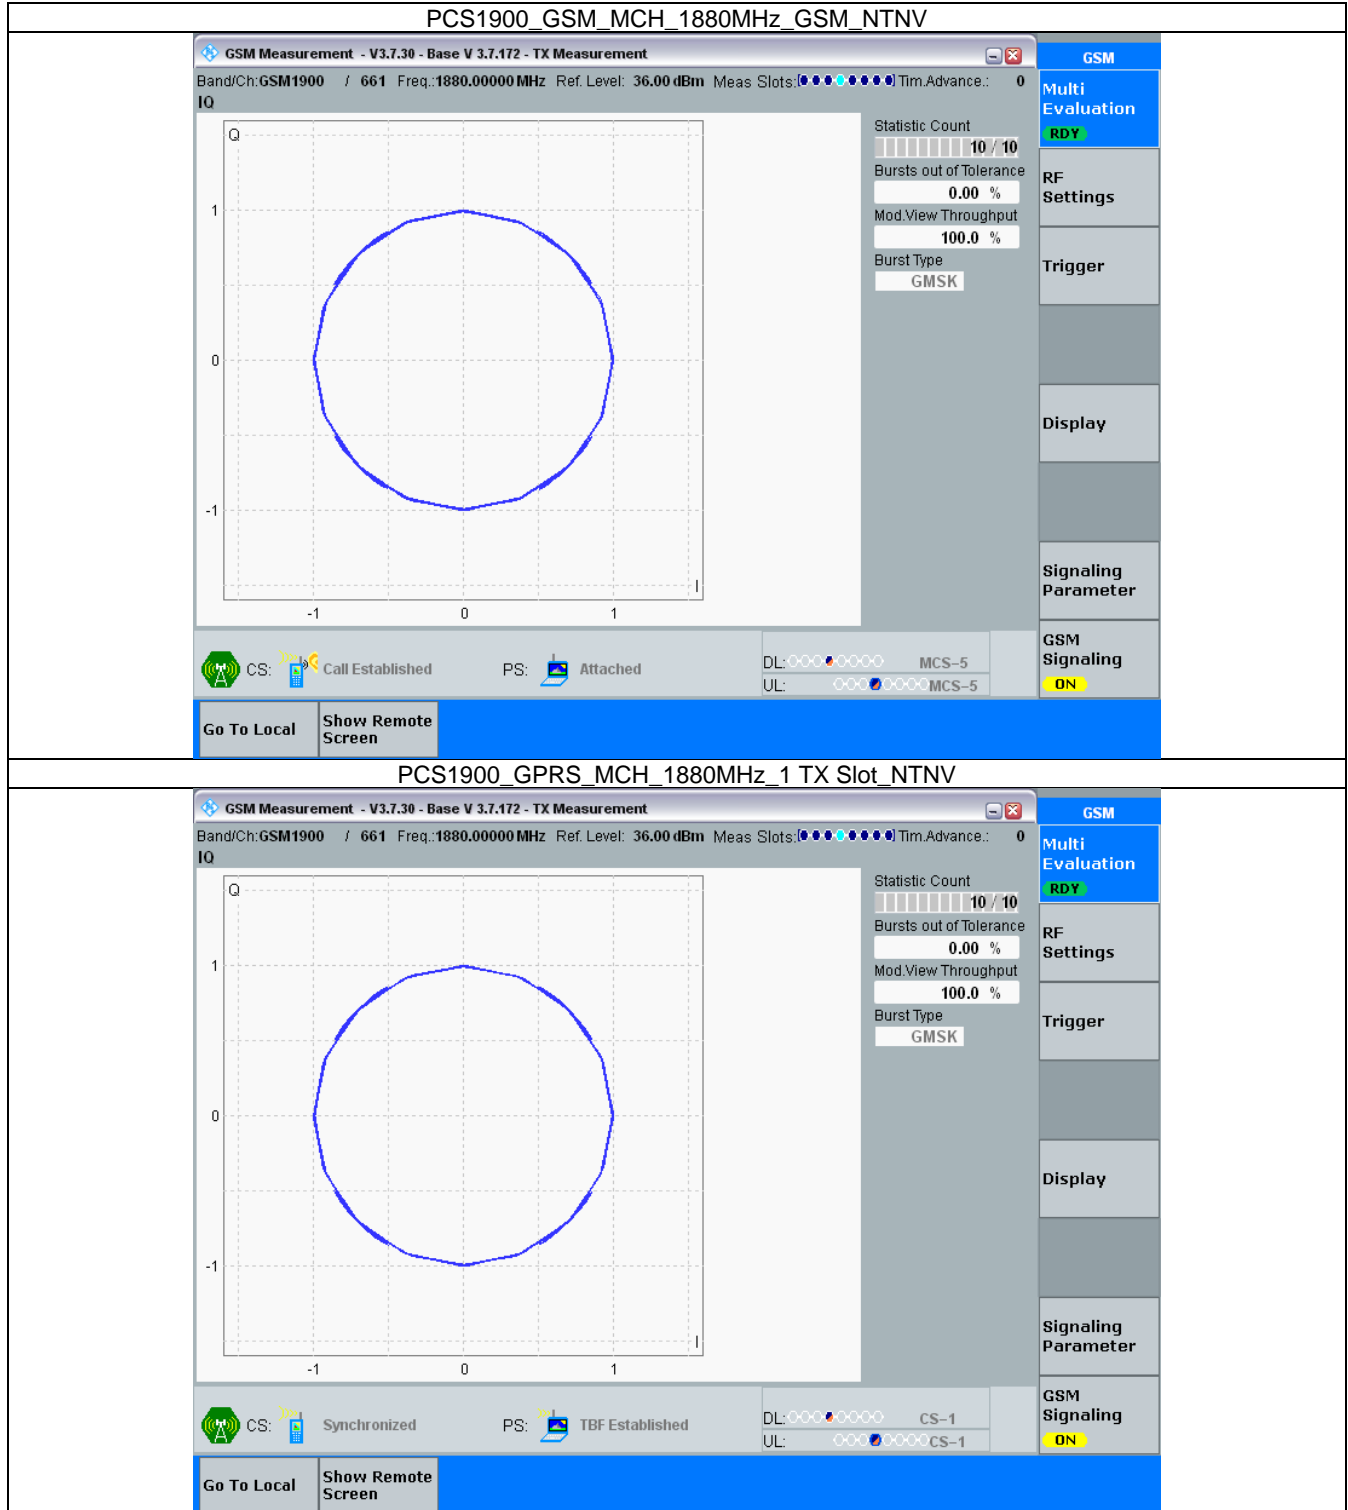 PCS1900_GSM_MCH_1880MHz_GSM_NTNV
GSM Measurement - V3.7.30 - Base V 3.7.172 - TX Measurement
GSM
Band/Ch:GSM1900 / 661 Freq.:1880.00000 MHz Ref. Level: 36.00 dBm Meas Slots: Tim.Advance.: 0
IQ
Multi
Evaluation
RDY
Q
Statistic Count
10 / 10
Bursts out of Tolerance
0.00 %
Mod.View Throughput
100.0 %
Burst Type
GMSK
RF
Settings
Trigger
1
0
-1
I
-1 0 1
Display
Signaling
Parameter
GSM
Signaling
ON
CS: Call Established PS: Attached DL: MCS-5
UL: MCS-5
Go To Local
Show Remote
Screen
PCS1900_GPRS_MCH_1880MHz_1 TX Slot_NTNV
GSM Measurement - V3.7.30 - Base V 3.7.172 - TX Measurement
GSM
Band/Ch:GSM1900 / 661 Freq.:1880.00000 MHz Ref. Level: 36.00 dBm Meas Slots: Tim.Advance.: 0
IQ
Multi
Evaluation
RDY
Q
Statistic Count
10 / 10
Bursts out of Tolerance
0.00 %
Mod.View Throughput
100.0 %
Burst Type
GMSK
RF
Settings
Trigger
1
0
-1
I
-1 0 1
Display
Signaling
Parameter
GSM
Signaling
ON
CS: Synchronized PS: TBF Established DL: CS-1
UL: CS-1
Go To Local
Show Remote
Screen